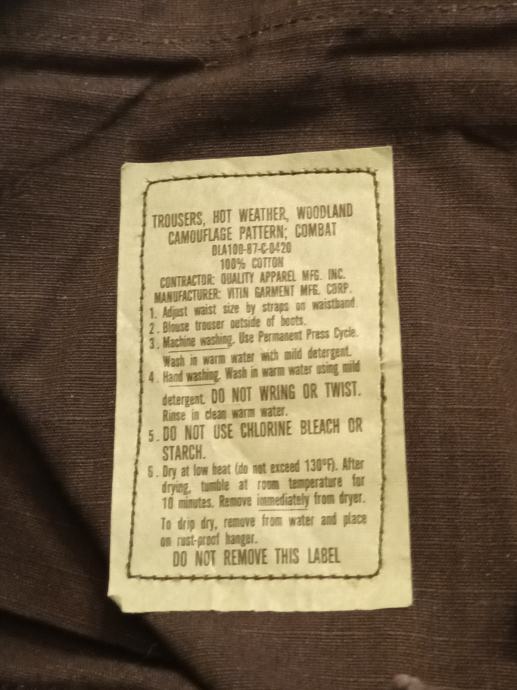 TROUSERS, HOT WEATHER, WOODLAND
CAMOUFLAGE PATTERN; COMBAT
DLA100-87-C-0420
100% COTTON
CONTRACTOR: QUALITY APPAREL MFG. INC.
MANUFACTURER: VITIN GARMENT MFG. CORP.
1. Adjust waist size by straps on waistband.
2. Blouse trouser outside of boots.
3. Machine washing. Use Permanent Press Cycle.
Wash in warm water with mild detergent.
4. Hand washing. Wash in warm water using mild
detergent. DO NOT WRING OR TWIST.
Rinse in clean warm water.
5. DO NOT USE CHLORINE BLEACH OR
STARCH.
6. Dry at low heat (do not exceed 130°F). After
drying, tumble at room temperature for
10 minutes. Remove immediately from dryer.
To drip dry, remove from water and place
on rust-proof hanger.
DO NOT REMOVE THIS LABEL